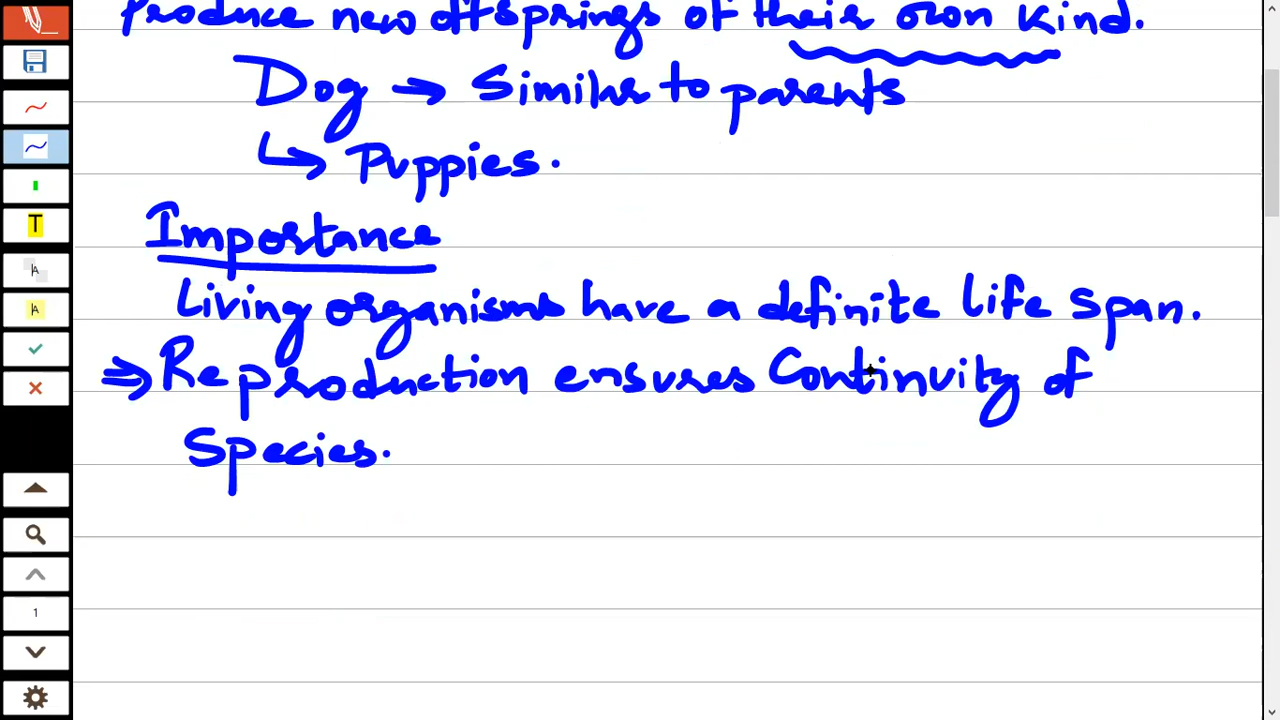 Produce new offsprings of their own kind.
Dog → Similar to parents
↳ Puppies.
Importance
Living organisms have a definite life span.
⇒ Reproduction ensures Continuity of
Species.
T
A
A
1